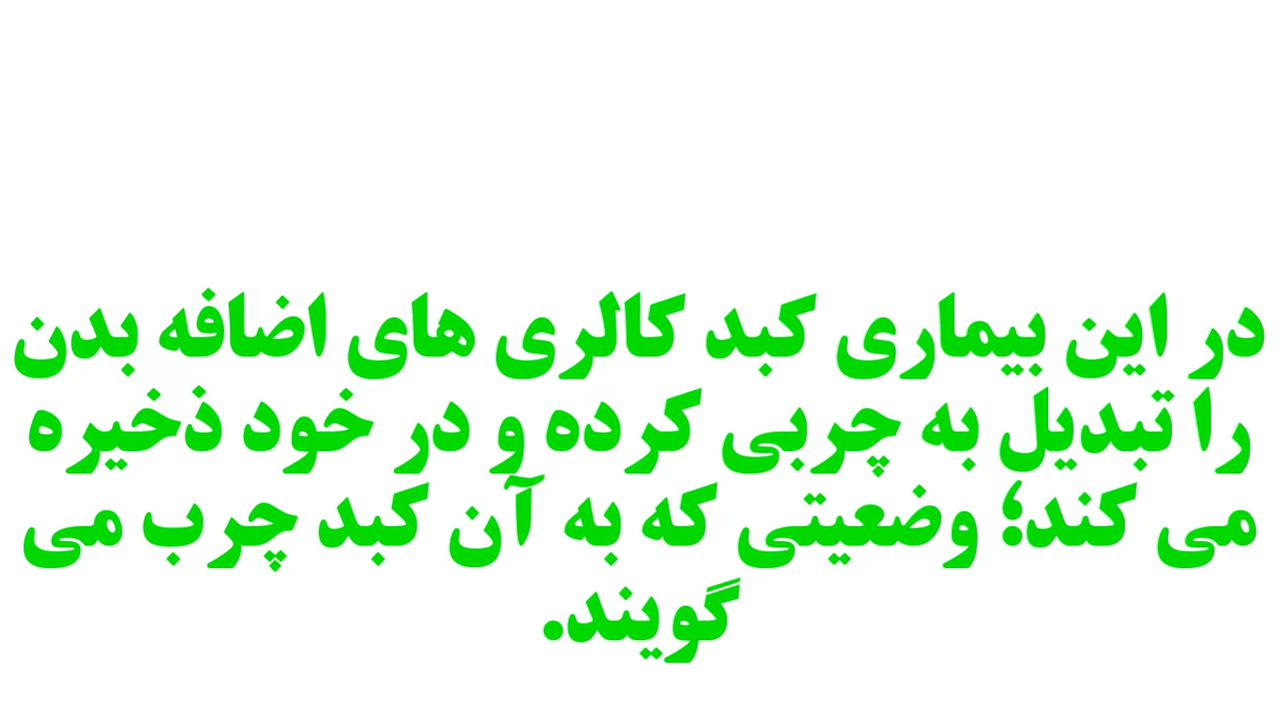 در این بیماری کبد کالری های اضافه بدن
را تبدیل به چربی کرده و در خود ذخیره
می کند؛ وضعیتی که به آن کبد چرب می
گویند.